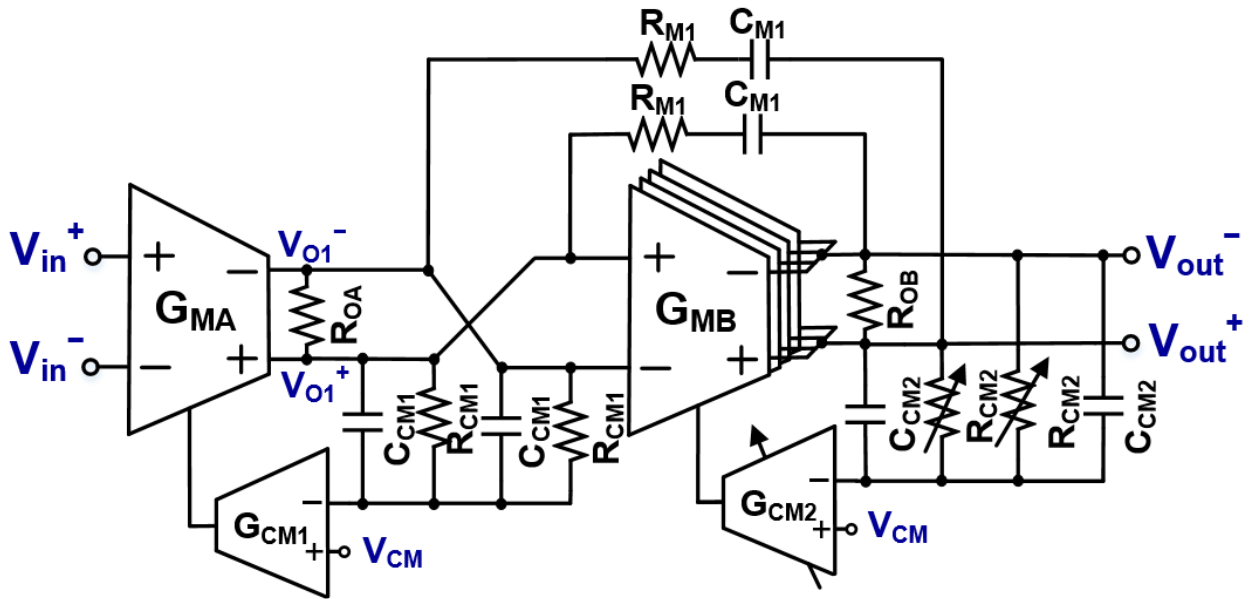 RM1
CM1
RM1
CM1
Vin+
Vin-
+
-
GMA
-
+
VO1-
ROA
VO1+
CCM1
RCM1
CCM1
RCM1
GCM1
-
+
VCM
+
-
GMB
-
+
ROB
Vout-
Vout+
CCM2
RCM2
RCM2
CCM2
GCM2
-
+
VCM